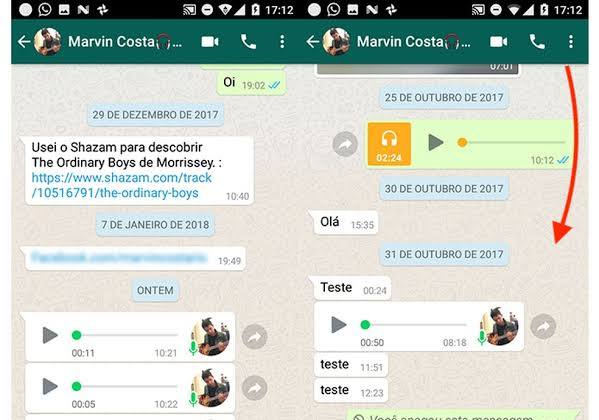 17:12
Marvin Costa🎧...
Oi 19:02
29 DE DEZEMBRO DE 2017
Usei o Shazam para descobrir
The Ordinary Boys de Morrissey. :
https://www.shazam.com/track
/10516791/the-ordinary-boys
10:40
7 DE JANEIRO DE 2018
19:49
ONTEM
00:11 10:21
00:05 10:22
17:12
Marvin Costa🎧...
07:01
25 DE OUTUBRO DE 2017
02:24
10:12
30 DE OUTUBRO DE 2017
Olá 15:35
31 DE OUTUBRO DE 2017
Teste 00:24
00:50 08:18
teste 11:51
teste 12:23
Você apagou esta mensagem